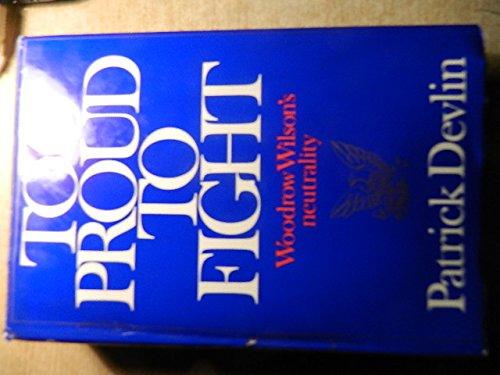 TOO
PROUD
TO
FIGHT
Woodrow Wilson's
neutrality
Patrick Devlin